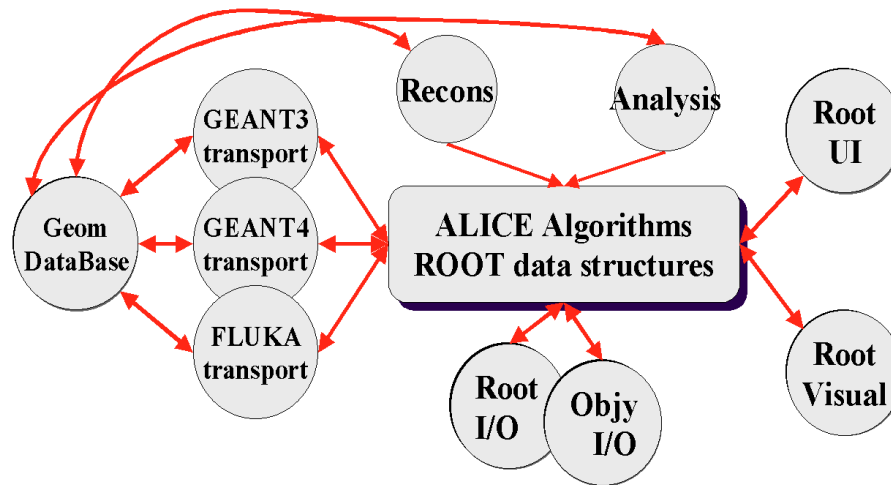 Recons
Analysis
Root
UI
GEANT3
transport
Geom
DataBase
GEANT4
transport
ALICE Algorithms
ROOT data structures
FLUKA
transport
Root
I/O
Objy
I/O
Root
Visual